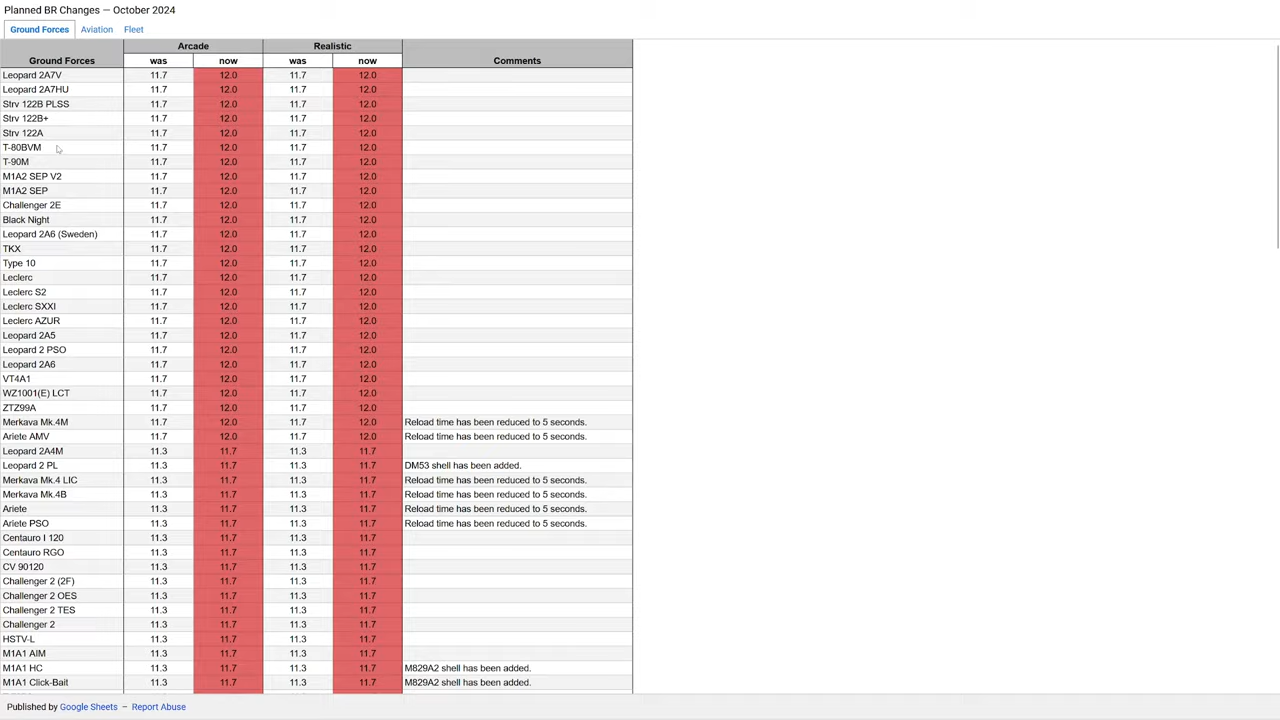 Planned BR Changes — October 2024
Ground Forces Aviation Fleet
Arcade Realistic
Ground Forces was now was now Comments
Leopard 2A7V 11.7 12.0 11.7 12.0
Leopard 2A7HU 11.7 12.0 11.7 12.0
Strv 122B PLSS 11.7 12.0 11.7 12.0
Strv 122B+ 11.7 12.0 11.7 12.0
Strv 122A 11.7 12.0 11.7 12.0
T-80BVM 11.7 12.0 11.7 12.0
T-90M 11.7 12.0 11.7 12.0
M1A2 SEP V2 11.7 12.0 11.7 12.0
M1A2 SEP 11.7 12.0 11.7 12.0
Challenger 2E 11.7 12.0 11.7 12.0
Black Night 11.7 12.0 11.7 12.0
Leopard 2A6 (Sweden) 11.7 12.0 11.7 12.0
TKX 11.7 12.0 11.7 12.0
Type 10 11.7 12.0 11.7 12.0
Leclerc 11.7 12.0 11.7 12.0
Leclerc S2 11.7 12.0 11.7 12.0
Leclerc SXXI 11.7 12.0 11.7 12.0
Leclerc AZUR 11.7 12.0 11.7 12.0
Leopard 2A5 11.7 12.0 11.7 12.0
Leopard 2 PSO 11.7 12.0 11.7 12.0
Leopard 2A6 11.7 12.0 11.7 12.0
VT4A1 11.7 12.0 11.7 12.0
WZ1001(E) LCT 11.7 12.0 11.7 12.0
ZTZ99A 11.7 12.0 11.7 12.0
Merkava Mk.4M 11.7 12.0 11.7 12.0 Reload time has been reduced to 5 seconds.
Ariete AMV 11.7 12.0 11.7 12.0 Reload time has been reduced to 5 seconds.
Leopard 2A4M 11.3 11.7 11.3 11.7
Leopard 2 PL 11.3 11.7 11.3 11.7 DM53 shell has been added.
Merkava Mk.4 LIC 11.3 11.7 11.3 11.7 Reload time has been reduced to 5 seconds.
Merkava Mk.4B 11.3 11.7 11.3 11.7 Reload time has been reduced to 5 seconds.
Ariete 11.3 11.7 11.3 11.7 Reload time has been reduced to 5 seconds.
Ariete PSO 11.3 11.7 11.3 11.7 Reload time has been reduced to 5 seconds.
Centauro I 120 11.3 11.7 11.3 11.7
Centauro RGO 11.3 11.7 11.3 11.7
CV 90120 11.3 11.7 11.3 11.7
Challenger 2 (2F) 11.3 11.7 11.3 11.7
Challenger 2 OES 11.3 11.7 11.3 11.7
Challenger 2 TES 11.3 11.7 11.3 11.7
Challenger 2 11.3 11.7 11.3 11.7
HSTV-L 11.3 11.7 11.3 11.7
M1A1 AIM 11.3 11.7 11.3 11.7
M1A1 HC 11.3 11.7 11.3 11.7 M829A2 shell has been added.
M1A1 Click-Bait 11.3 11.7 11.3 11.7 M829A2 shell has been added.
Published by Google Sheets – Report Abuse